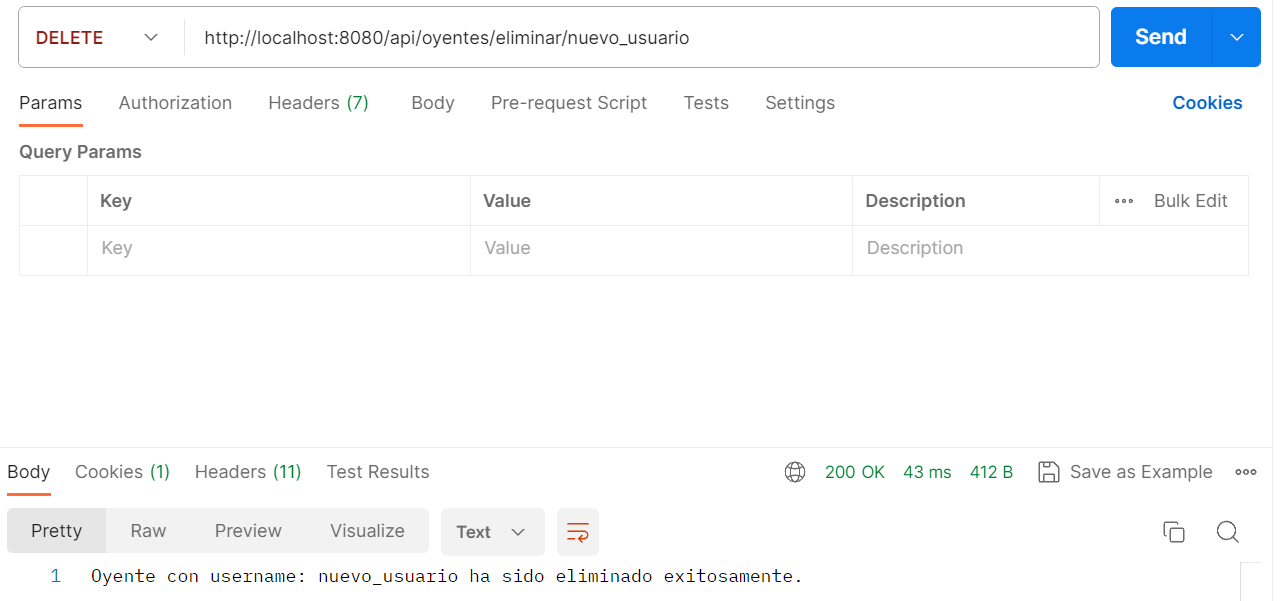 DELETE http://localhost:8080/api/oyentes/eliminar/nuevo_usuario Send
Params Authorization Headers (7) Body Pre-request Script Tests Settings Cookies
Query Params
Key Value Description Bulk Edit
Key Value Description
Body Cookies (1) Headers (11) Test Results 200 OK 43 ms 412 B Save as Example
Pretty Raw Preview Visualize Text
1 Oyente con username: nuevo_usuario ha sido eliminado exitosamente.